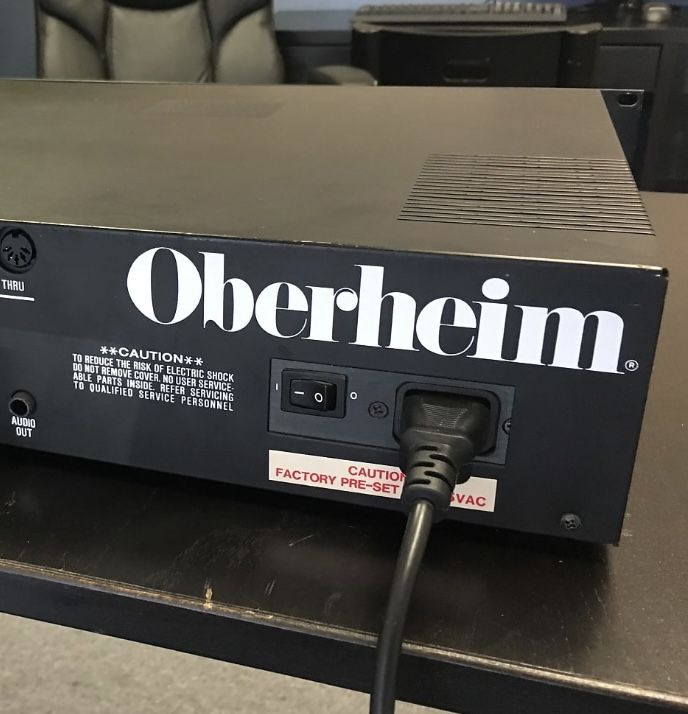 THRU
Oberheim®
**CAUTION**
TO REDUCE THE RISK OF ELECTRIC SHOCK
DO NOT REMOVE COVER. NO USER SERVICE-
ABLE PARTS INSIDE. REFER SERVICING
TO QUALIFIED SERVICE PERSONNEL
I
– O
O
AUDIO
OUT
CAUTION
FACTORY PRE-SET
VAC